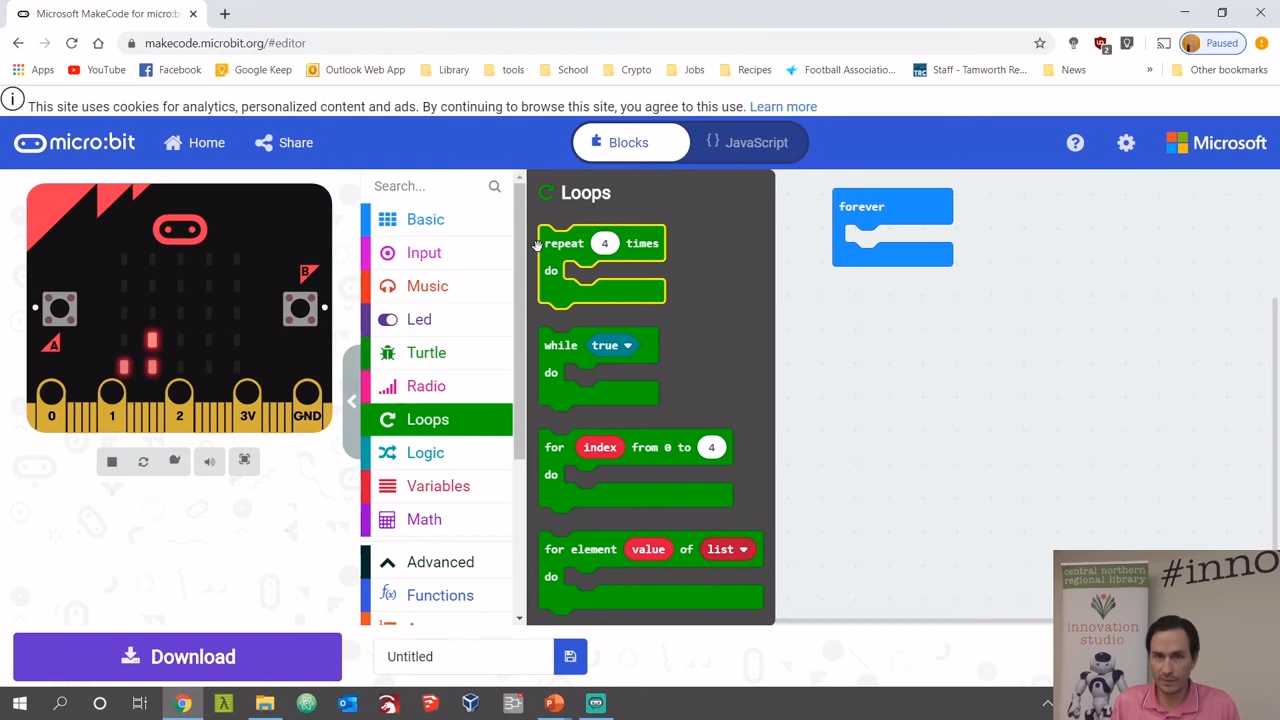 Microsoft MakeCode for micro:b
makecode.microbit.org/#editor
2
Paused
Apps
YouTube
Facebook
Google Keep
Outlook Web App
Library
tools
School
Crypto
Jobs
Recipes
Football Associatio...
TRC
Staff - Tamworth Re...
News
»
Other bookmarks
This site uses cookies for analytics, personalized content and ads. By continuing to browse this site, you agree to this use. Learn more
micro:bit
Home
Share
Blocks
{} JavaScript
?
Microsoft
B
A
0
1
2
3V
GND
Search...
Basic
Input
Music
Led
Turtle
Radio
Loops
Logic
Variables
Math
Advanced
Functions
Loops
repeat 4 times
do
while true
do
for index from 0 to 4
do
for element value of list
do
forever
Download
Untitled
#inno
central northern
regional library
innovation
studio